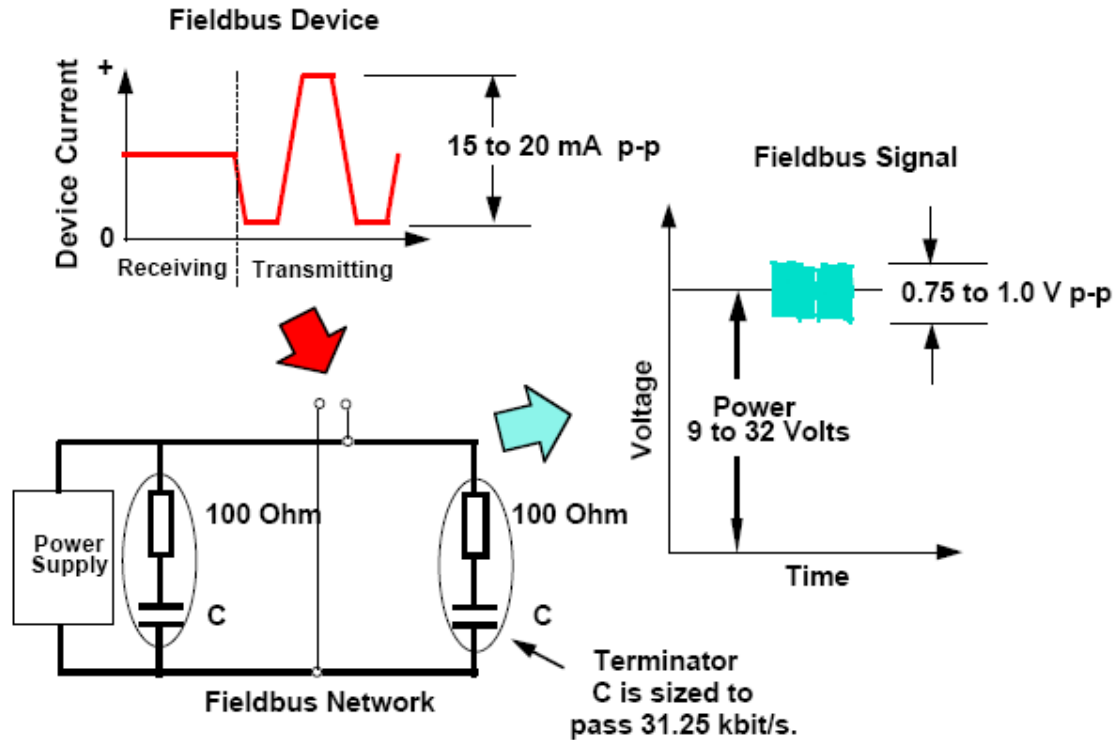 Fieldbus Device
Device Current
+
0
15 to 20 mA p-p
Receiving
Transmitting
Fieldbus Signal
Voltage
0.75 to 1.0 V p-p
Power
9 to 32 Volts
Time
Power
Supply
100 Ohm
C
100 Ohm
C
Fieldbus Network
Terminator
C is sized to
pass 31.25 kbit/s.